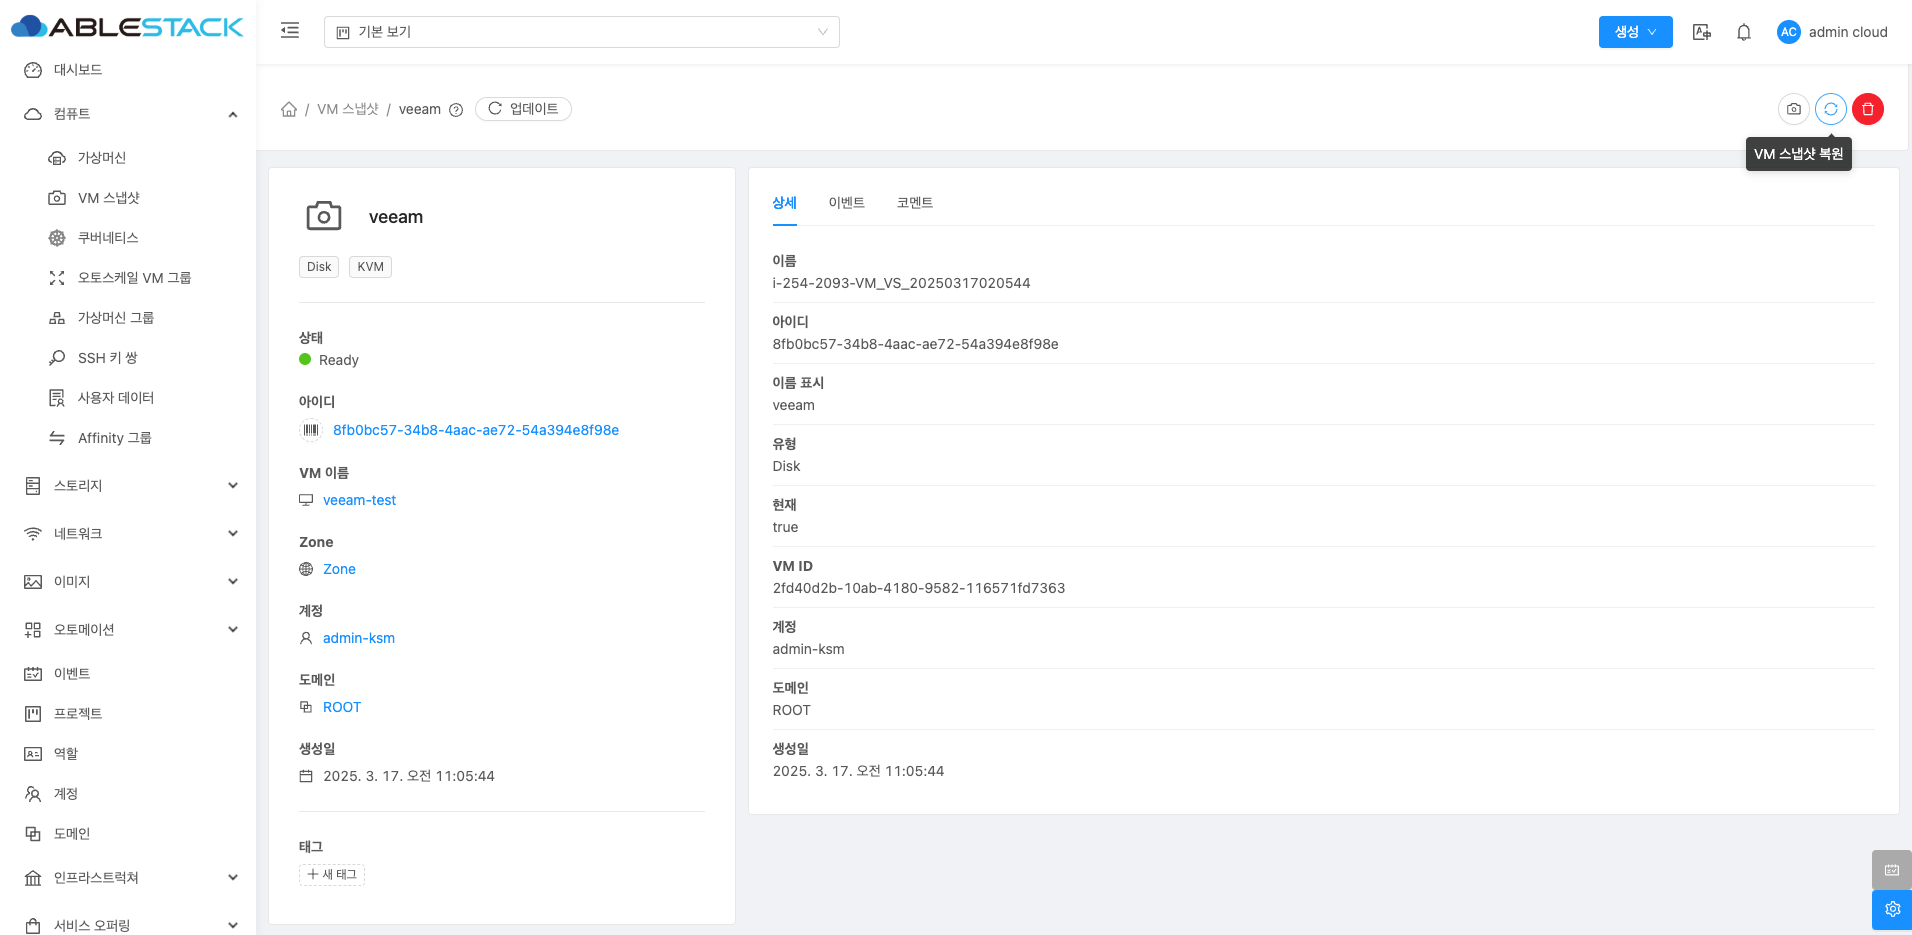 ABLESTACK
기본 보기
생성
AC
admin cloud
대시보드
컴퓨트
가상머신
VM 스냅샷
쿠버네티스
오토스케일 VM 그룹
가상머신 그룹
SSH 키 쌍
사용자 데이터
Affinity 그룹
스토리지
네트워크
이미지
오토메이션
이벤트
프로젝트
역할
계정
도메인
인프라스트럭쳐
서비스 오퍼링
/ VM 스냅샷 / veeam
업데이트
VM 스냅샷 복원
veeam
Disk
KVM
상태
Ready
아이디
8fb0bc57-34b8-4aac-ae72-54a394e8f98e
VM 이름
veeam-test
Zone
Zone
계정
admin-ksm
도메인
ROOT
생성일
2025. 3. 17. 오전 11:05:44
태그
새 태그
상세
이벤트
코멘트
이름
i-254-2093-VM_VS_20250317020544
아이디
8fb0bc57-34b8-4aac-ae72-54a394e8f98e
이름 표시
veeam
유형
Disk
현재
true
VM ID
2fd40d2b-10ab-4180-9582-116571fd7363
계정
admin-ksm
도메인
ROOT
생성일
2025. 3. 17. 오전 11:05:44